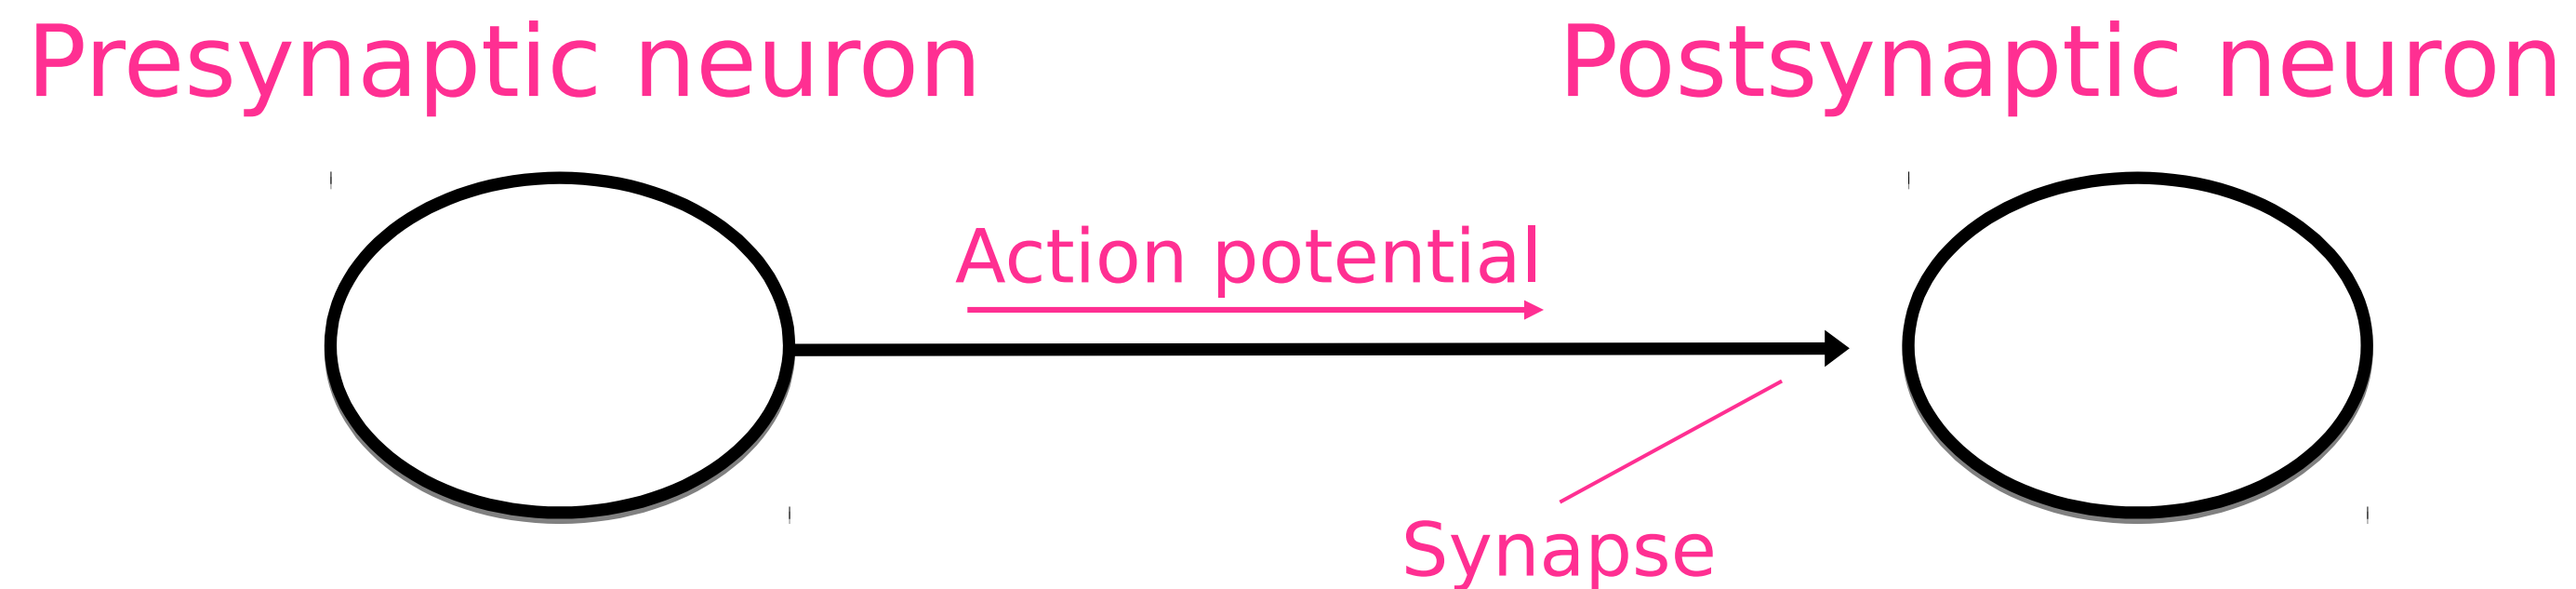 Presynaptic neuron
Postsynaptic neuron
Action potential
Synapse